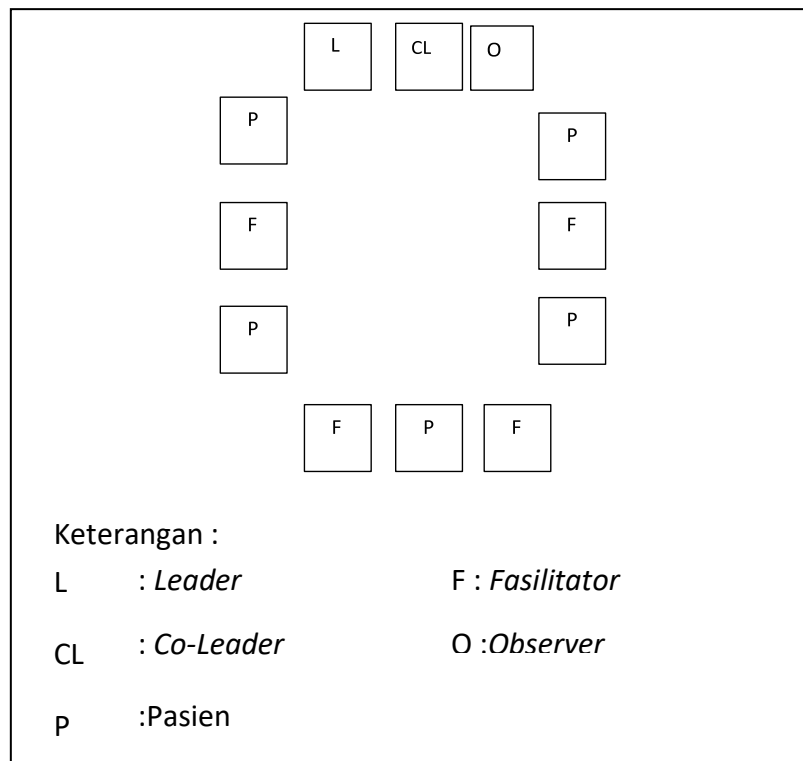 L CL O
P P
F F
P P
F P F
Keterangan :
L : Leader F : Fasilitator
CL : Co-Leader O :Observer
P :Pasien